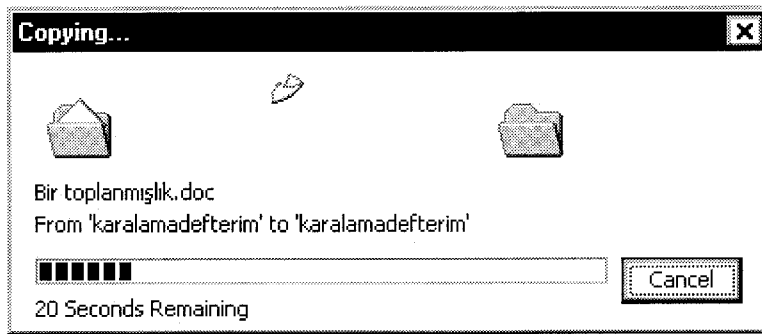 Copying...
Bir toplanmışlık.doc
From 'karalamadefterim' to 'karalamadefterim'
Cancel
20 Seconds Remaining